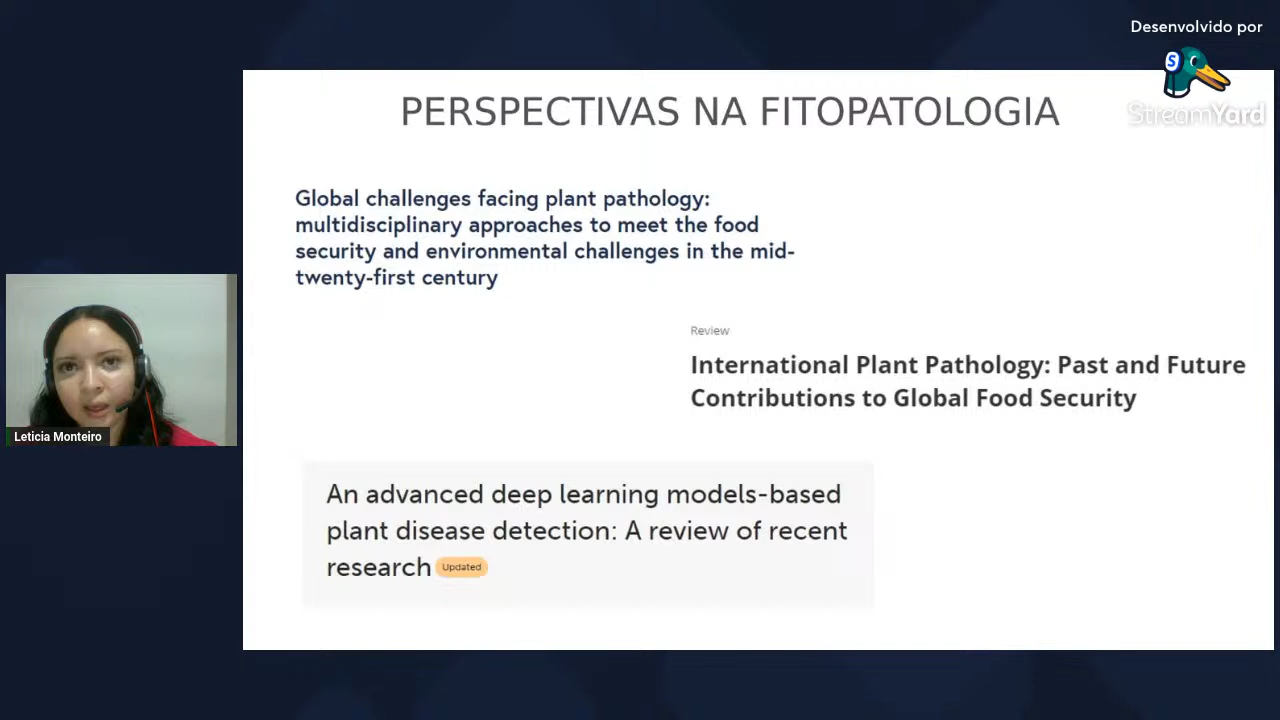 Desenvolvido por
S
StreamYard
PERSPECTIVAS NA FITOPATOLOGIA
Global challenges facing plant pathology:
multidisciplinary approaches to meet the food
security and environmental challenges in the mid-
twenty-first century
Review
International Plant Pathology: Past and Future
Contributions to Global Food Security
Leticia Monteiro
An advanced deep learning models-based
plant disease detection: A review of recent
research Updated